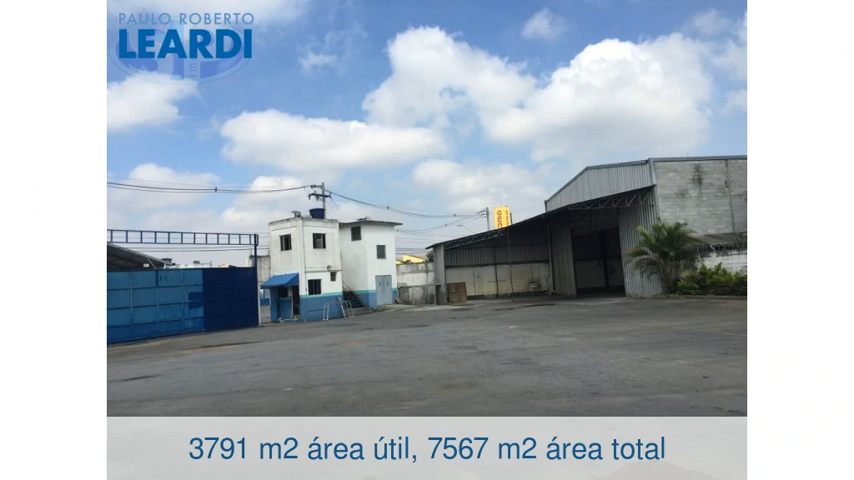 PAULO ROBERTO
LEARDI
3791 m2 área útil, 7567 m2 área total